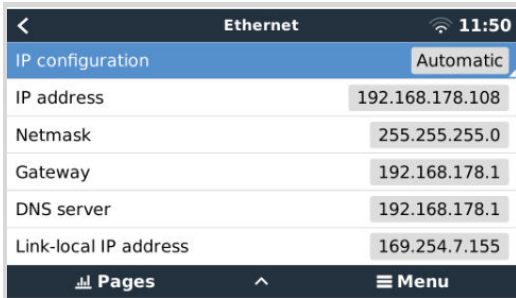 Ethernet 11:50
IP configuration Automatic
IP address 192.168.178.108
Netmask 255.255.255.0
Gateway 192.168.178.1
DNS server 192.168.178.1
Link-local IP address 169.254.7.155
Pages Menu